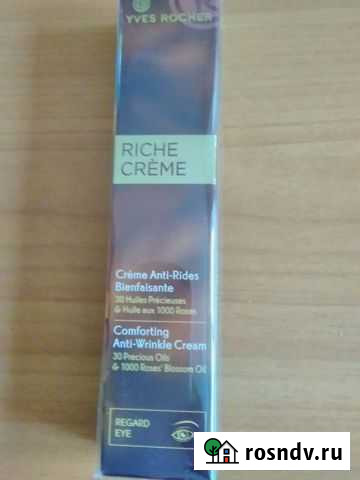 YVES ROCHER
RICHE
CRÈME
Crème Anti-Rides
Bienfaisante
30 Huiles Précieuses
& Huile aux 1000 Roses
Comforting
Anti-Wrinkle Cream
30 Precious Oils
& 1000 Roses' Blossom Oil
REGARD
EYE
rosndv.ru